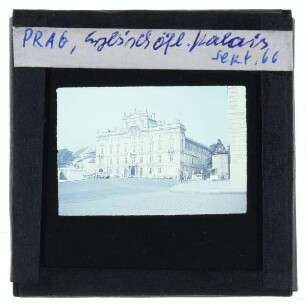 PRAG, Erzbischöfl. Palais
Sept. 66